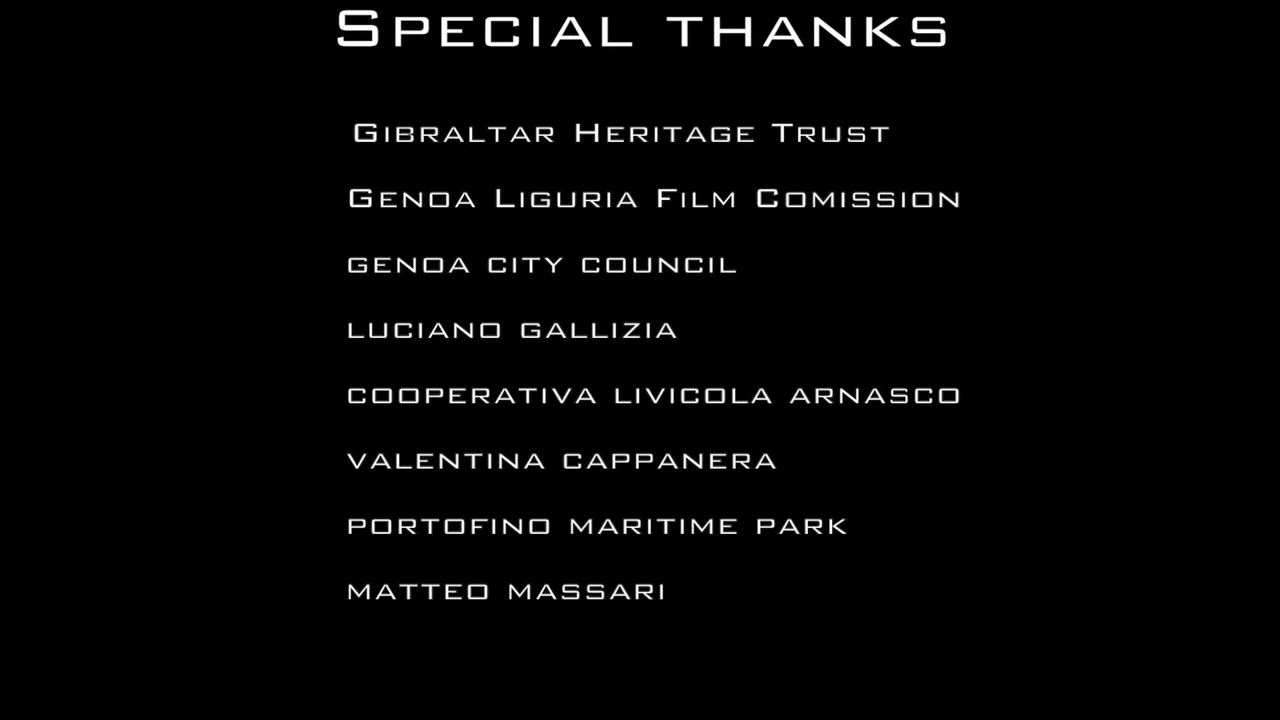 Special thanks
Gibraltar Heritage Trust
Genoa Liguria Film Comission
genoa city council
luciano gallizia
cooperativa livicola arnasco
valentina cappanera
portofino maritime park
matteo massari